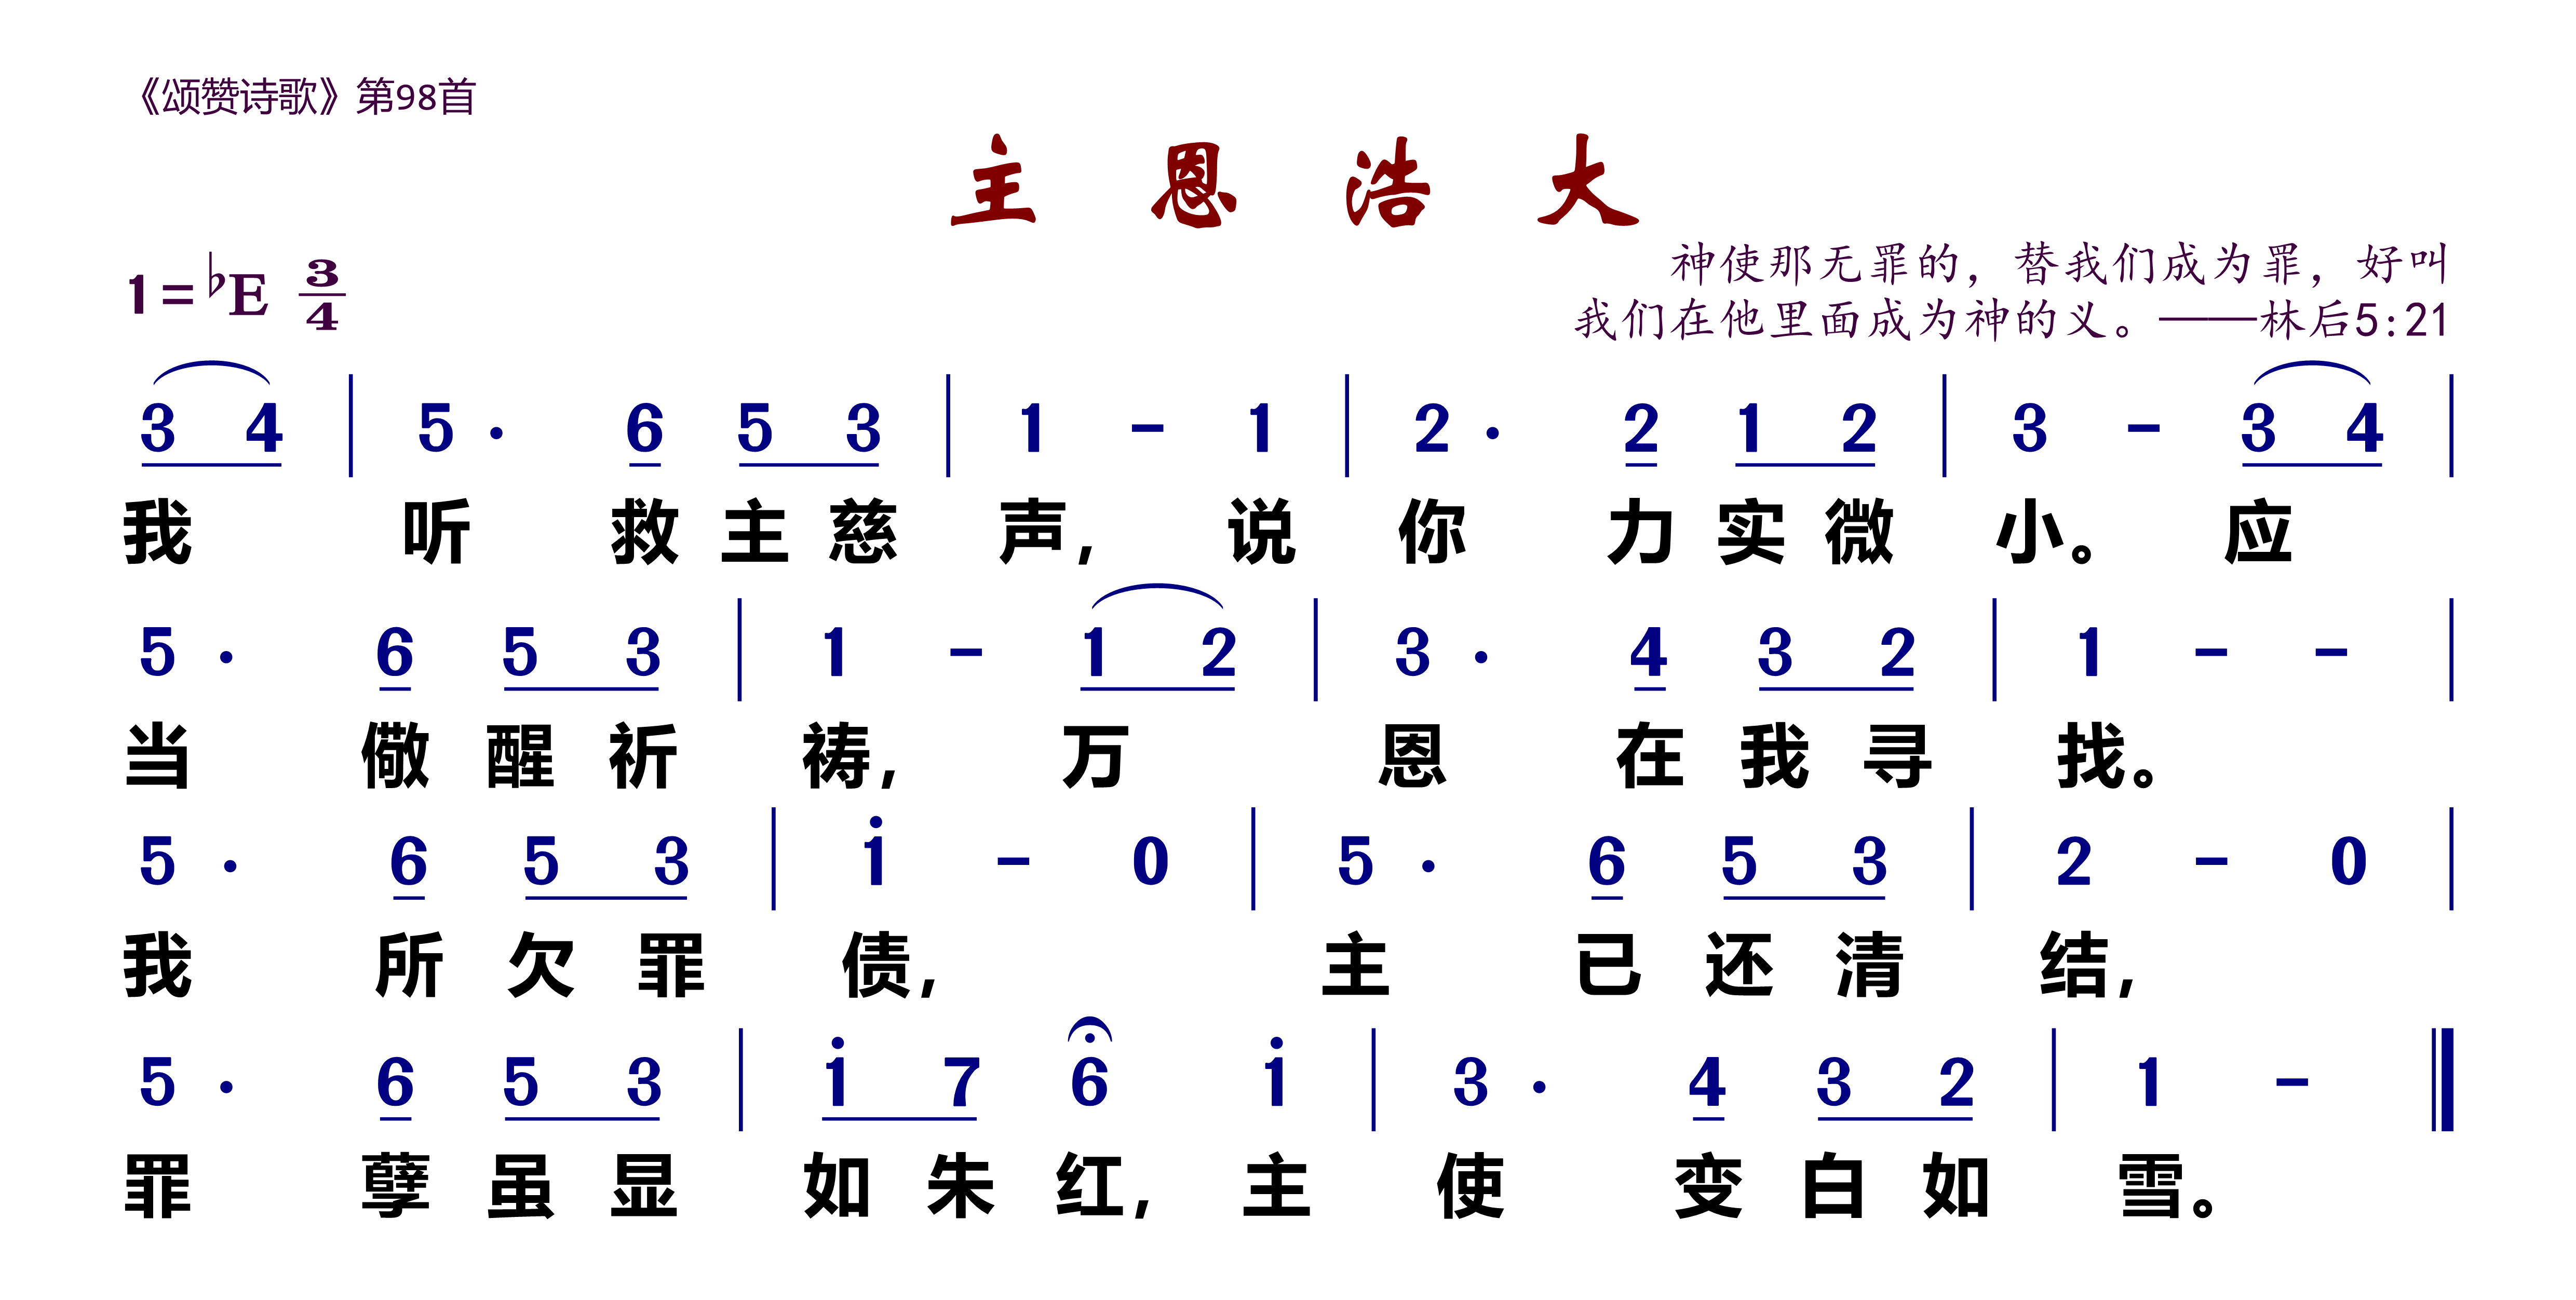 《颂赞诗歌》第98首
主 恩 浩 大
神使那无罪的，替我们成为罪，好叫
1=♭E 3/4
我们在他里面成为神的义。——林后5:21
3 4 | 5 · 6 5 3 | 1 - 1 | 2 · 2 1 2 | 3 - 3 4 |
我 听 救 主 慈 声， 说 你 力 实 微 小。 应
5 · 6 5 3 | 1 - 1 2 | 3 · 4 3 2 | 1 - - |
当 儆 醒 祈 祷， 万 恩 在 我 寻 找。
5 · 6 5 3 | 1̇ - 0 | 5 · 6 5 3 | 2 - 0 |
我 所 欠 罪 债， 主 已 还 清 结，
5 · 6 5 3 | 1̇ 7 6 1̇ | 3 · 4 3 2 | 1 - ‖
罪 孽 虽 显 如 朱 红， 主 使 变 白 如 雪。